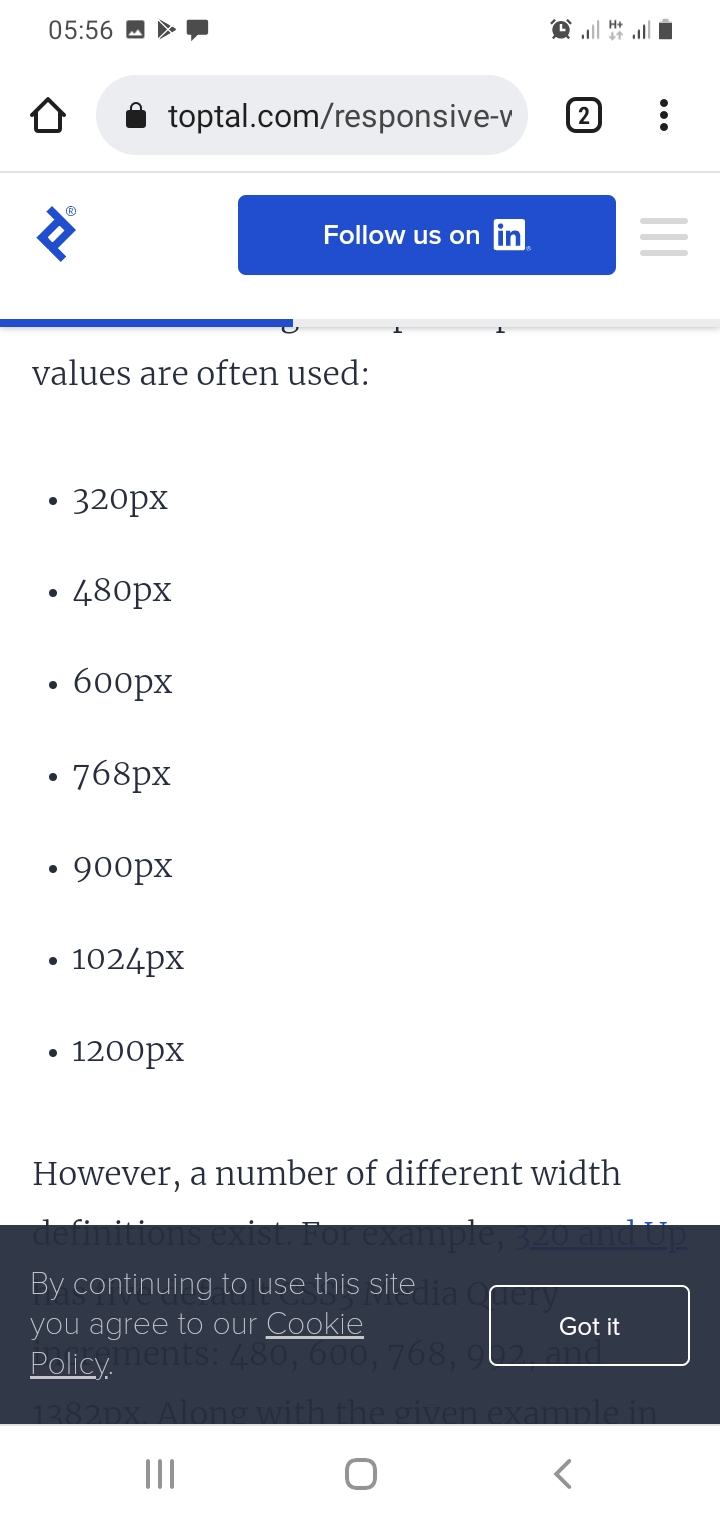 05:56
H+
toptal.com/responsive-w
2
®
Follow us on in
values are often used:
• 320px
• 480px
• 600px
• 768px
• 900px
• 1024px
• 1200px
However, a number of different width
definitions exist. For example, 320 and Up
has five default CSS3 Media Query
increments: 480, 600, 768, 992, and
1382px. Along with the given example in
By continuing to use this site
you agree to our Cookie
Policy.
Got it